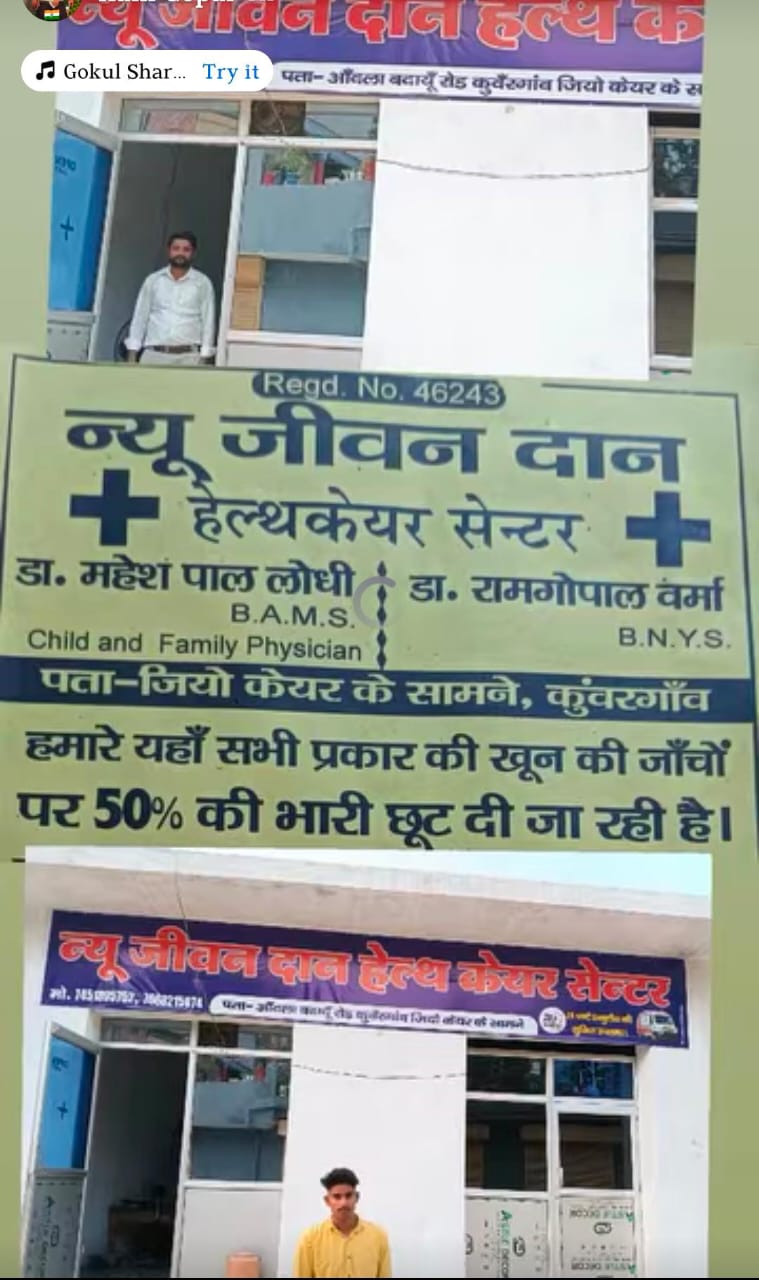 न्यू जीवन दान हेल्थ के
Gokul Shar... Try it
पता- आँवला बदायूँ रोड कुवँरगांव जियो केयर के स
Regd. No. 46243
न्यू जीवन दान
हेल्थकेयर सेन्टर
डा. महेश पाल लोधी
B.A.M.S.
Child and Family Physician
डा. रामगोपाल वर्मा
B.N.Y.S.
पता-जियो केयर के सामने, कुंवरगाँव
हमारे यहाँ सभी प्रकार की खून की जाँचों
पर 50% की भारी छूट दी जा रही है।
न्यू जीवन दान हेल्थ केयर सेन्टर
मो.
पता- आँवला बदायूँ रोड कुवँरगांव जियो केयर के सामने